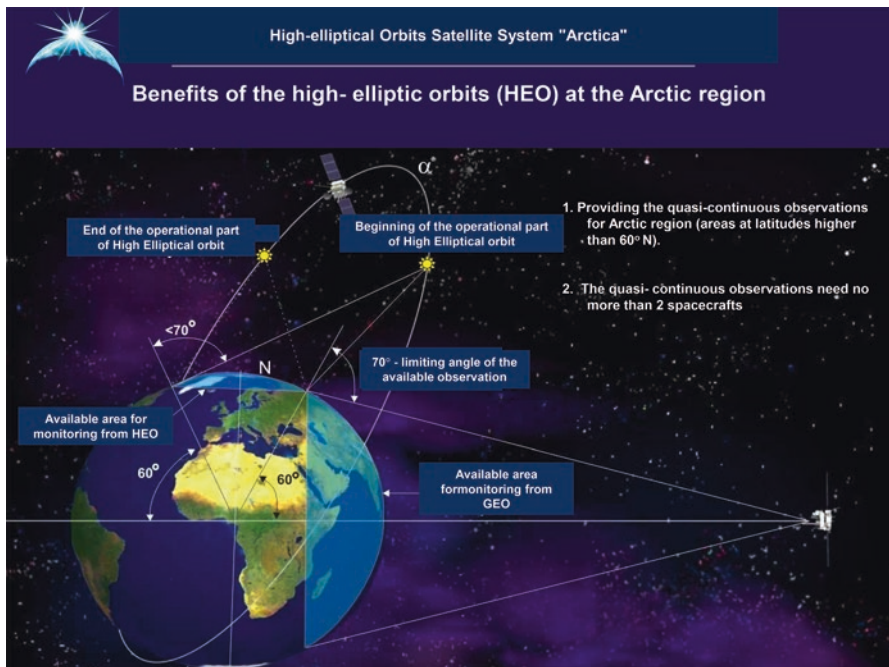 High-elliptical Orbits Satellite System "Arctica"
Benefits of the high- elliptic orbits (HEO) at the Arctic region
α
End of the operational part
of High Elliptical orbit
Beginning of the operational part
of High Elliptical orbit
1. Providing the quasi-continuous observations
for Arctic region (areas at latitudes higher
than 60° N).
2. The quasi- continuous observations need no
more than 2 spacecrafts
<70°
N
70° - limiting angle of the
available observation
Available area for
monitoring from HEO
60°
60°
Available area
formonitoring from
GEO